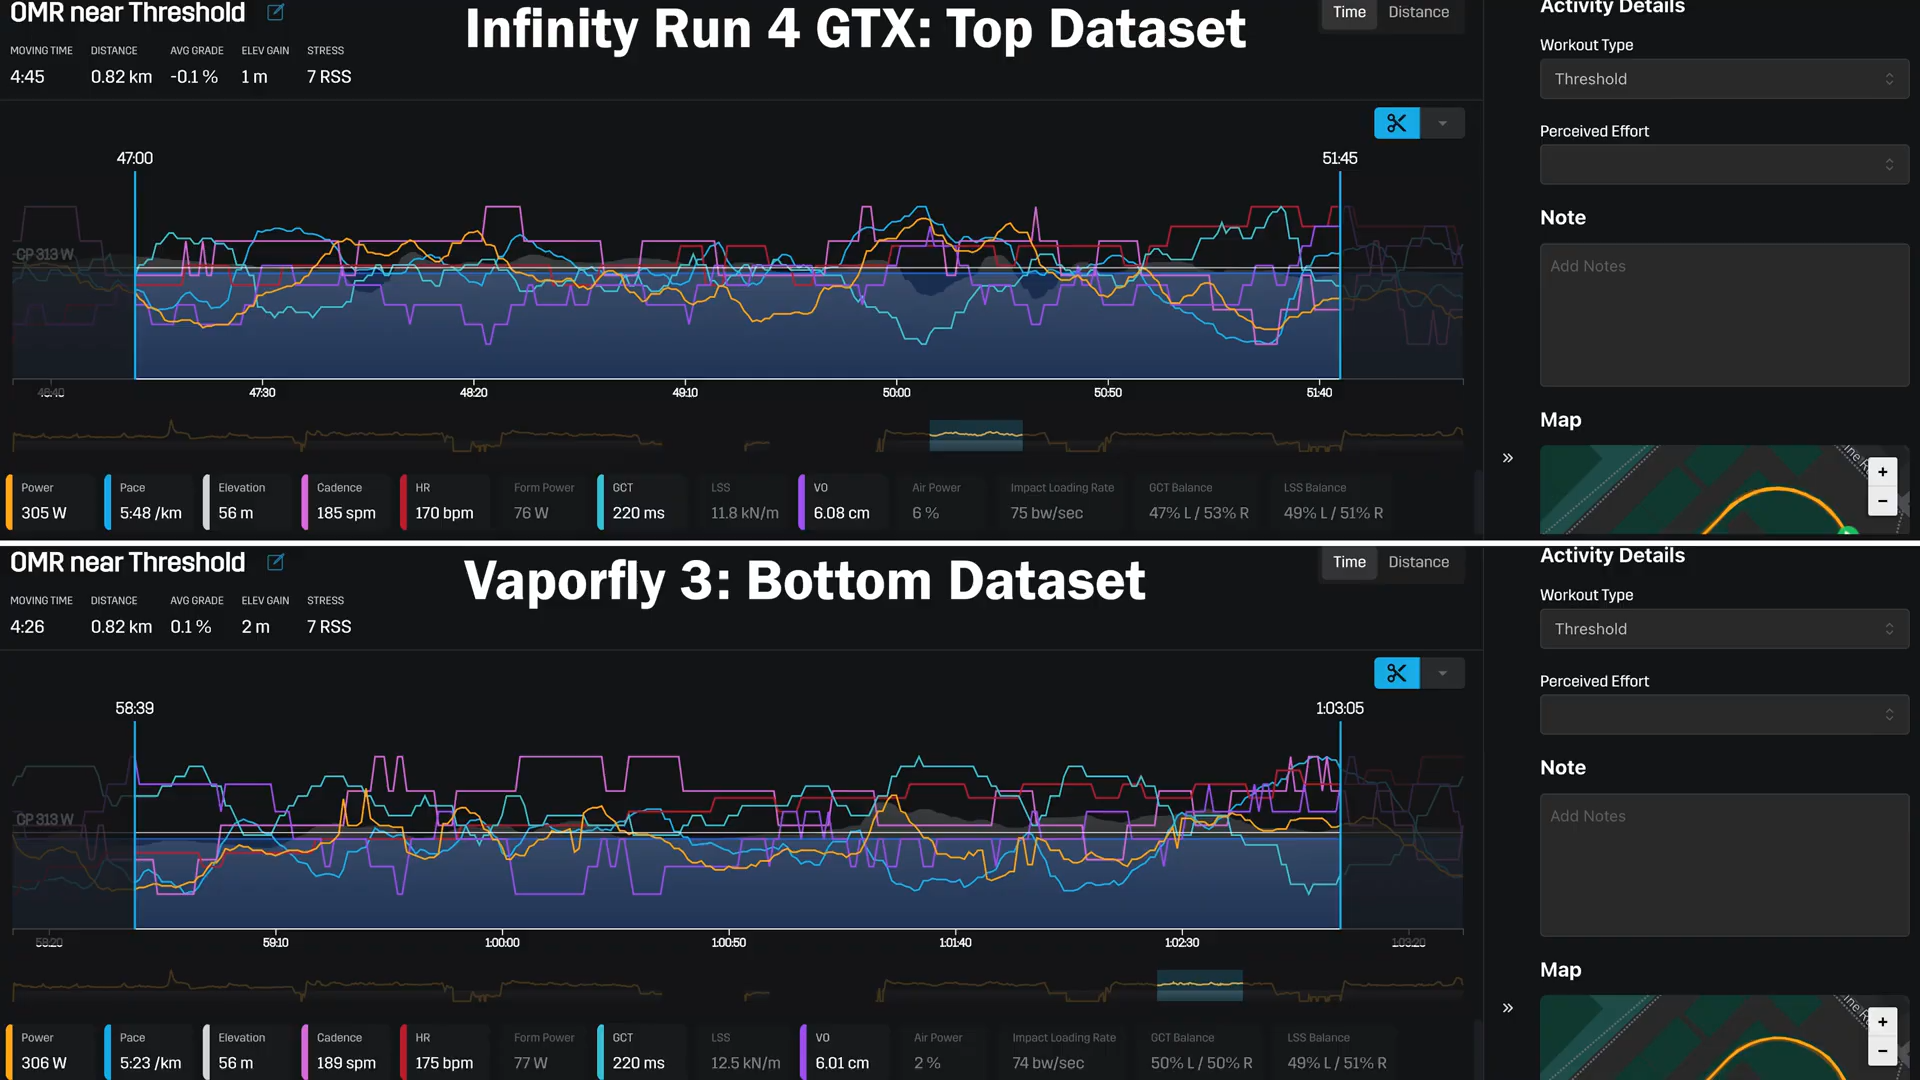 OMR near Threshold
Infinity Run 4 GTX: Top Dataset
Time Distance
Activity Details
MOVING TIME DISTANCE AVG GRADE ELEV GAIN STRESS
4:45 0.82 km -0.1 % 1 m 7 RSS
Workout Type
Threshold
Perceived Effort
47:00 51:45
Note
Add Notes
CP 313 W
46:40 47:30 48:20 49:10 50:00 50:50 51:40
Map
+
−
Power Pace Elevation Cadence HR Form Power GCT LSS VO Air Power Impact Loading Rate GCT Balance LSS Balance
305 W 5:48 /km 56 m 185 spm 170 bpm 76 W 220 ms 11.8 kN/m 6.08 cm 6 % 75 bw/sec 47% L / 53% R 49% L / 51% R
OMR near Threshold
Vaporfly 3: Bottom Dataset
Time Distance
Activity Details
MOVING TIME DISTANCE AVG GRADE ELEV GAIN STRESS
4:26 0.82 km 0.1 % 2 m 7 RSS
Workout Type
Threshold
Perceived Effort
58:39 1:03:05
Note
Add Notes
CP 313 W
58:20 59:10 1:00:00 1:00:50 1:01:40 1:02:30 1:03:20
Map
+
−
Power Pace Elevation Cadence HR Form Power GCT LSS VO Air Power Impact Loading Rate GCT Balance LSS Balance
306 W 5:23 /km 56 m 189 spm 175 bpm 77 W 220 ms 12.5 kN/m 6.01 cm 2 % 74 bw/sec 50% L / 50% R 49% L / 51% R